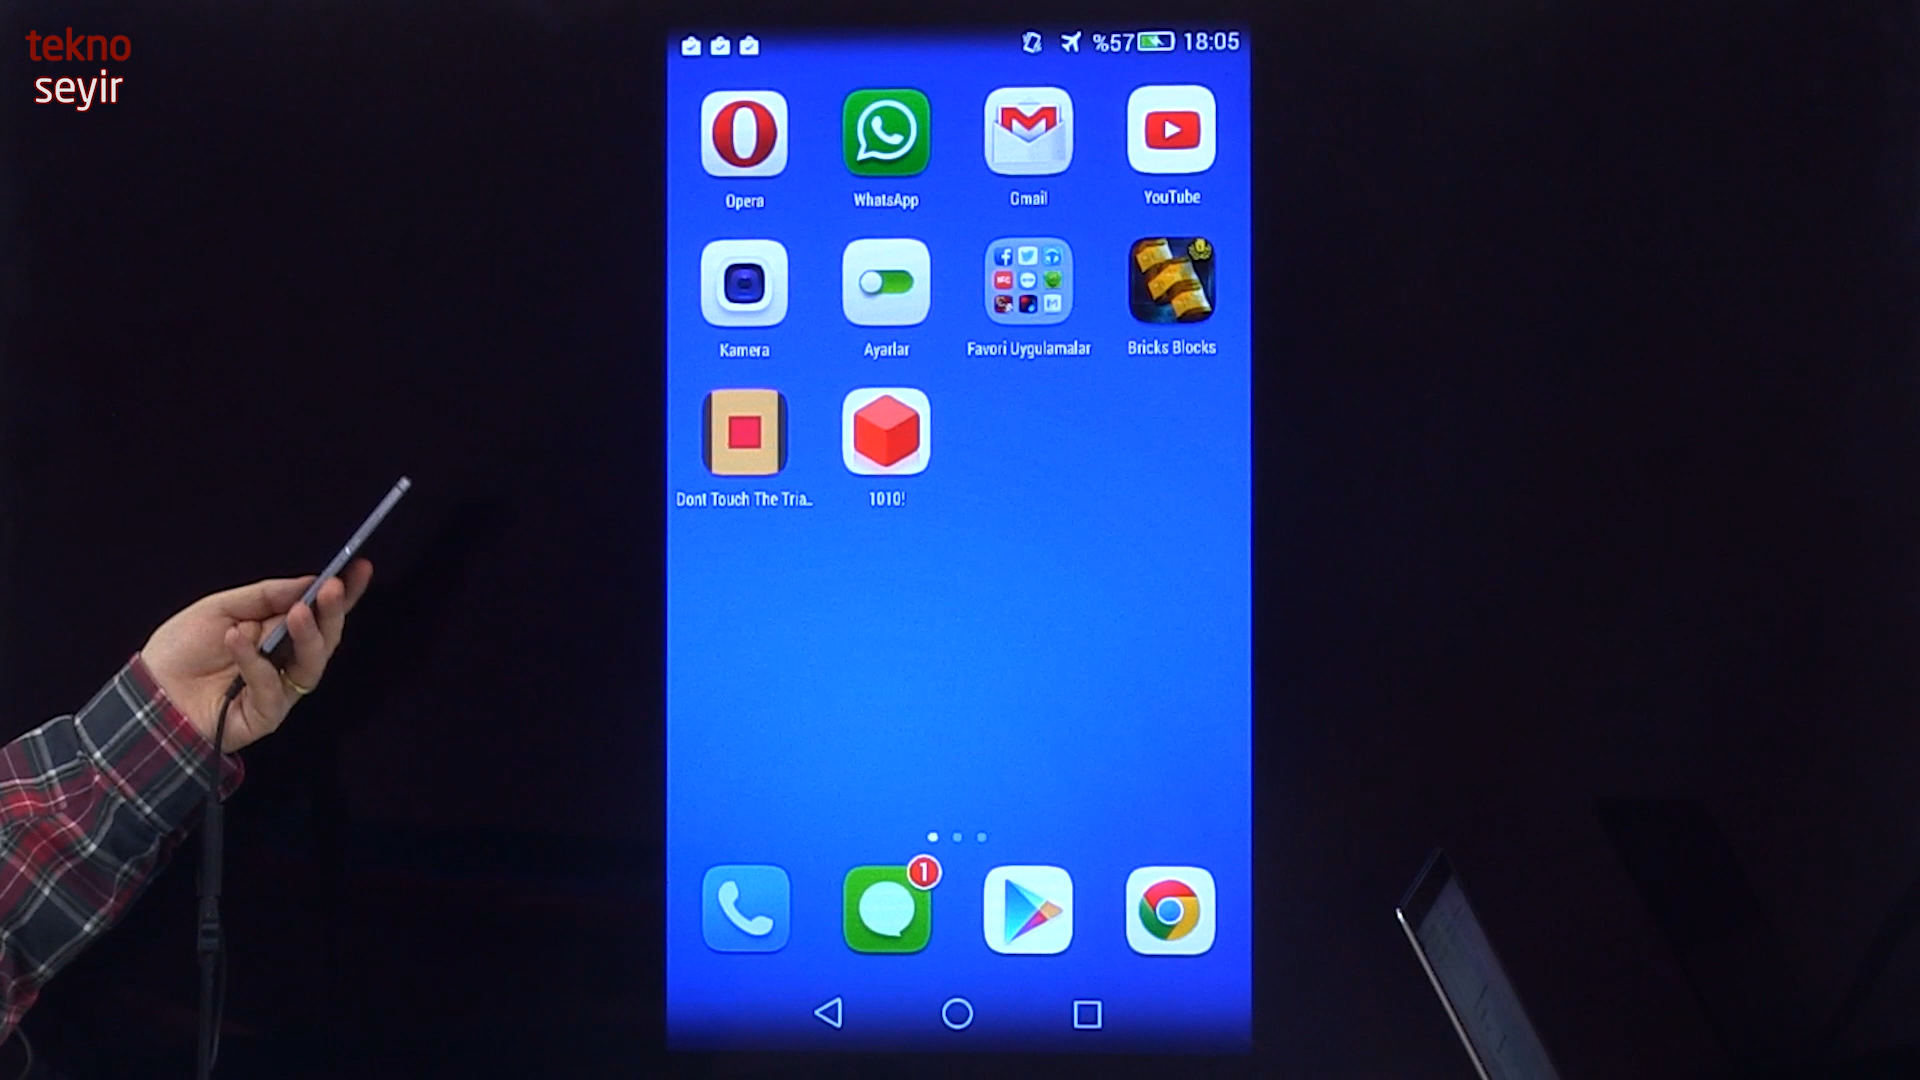 tekno
seyir
%57 18:05
Opera WhatsApp Gmail YouTube
Kamera Ayarlar Favori Uygulamalar Bricks Blocks
Dont Touch The Tria.. 1010!
1